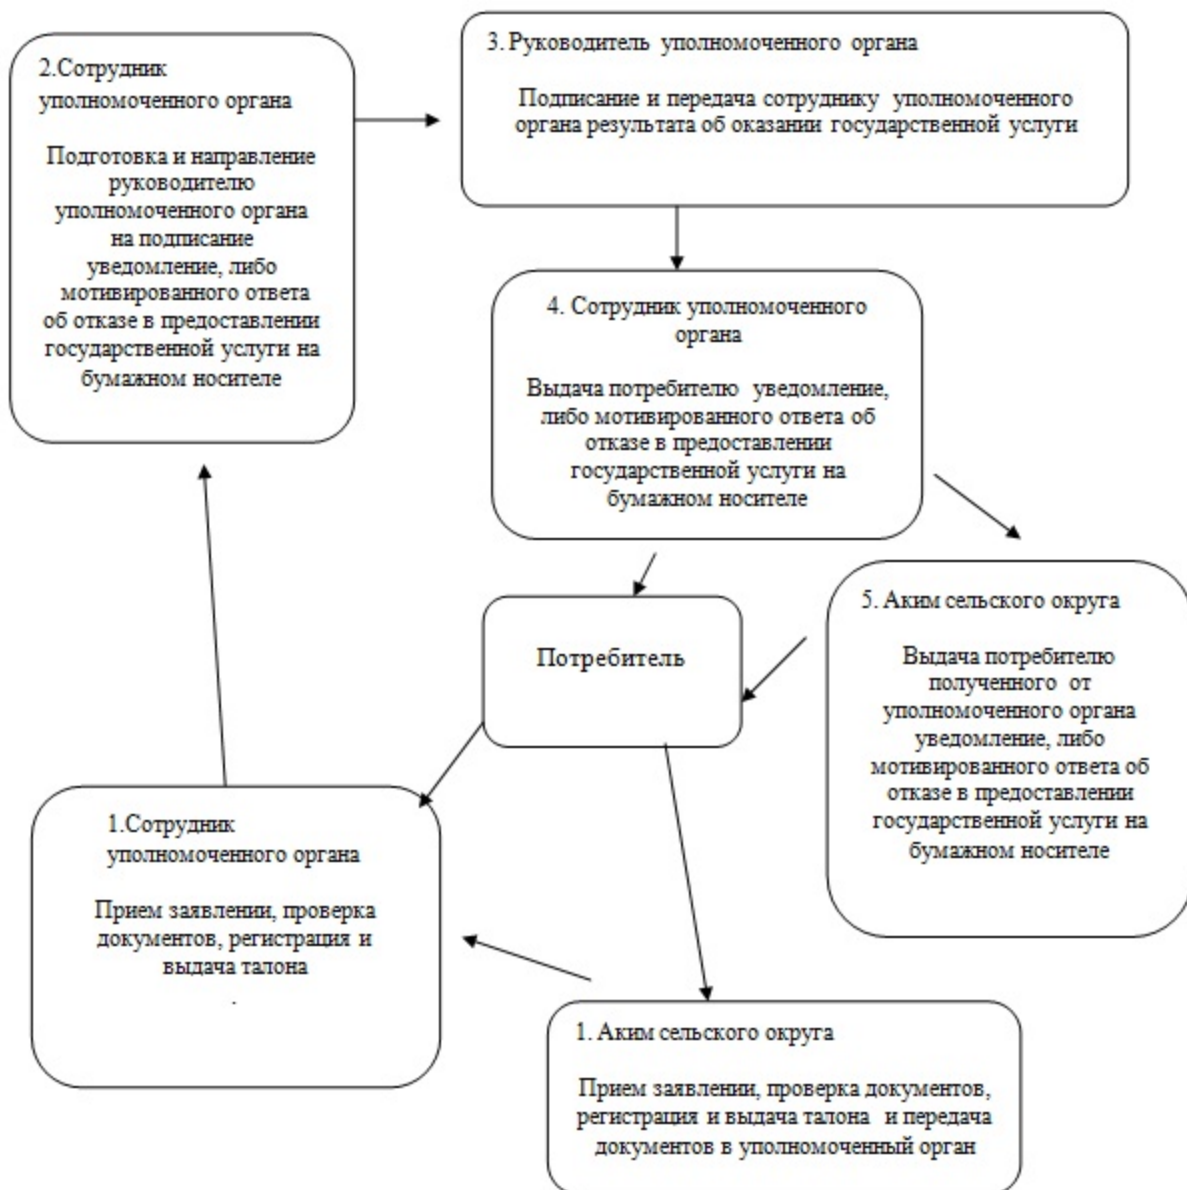 2.Сотрудник
уполномоченного органа
Подготовка и направление
руководителю
уполномоченного органа
на подписание
уведомление, либо
мотивированного ответа
об отказе в предоставлении
государственной услуги на
бумажном носителе
3. Руководитель уполномоченного органа
Подписание и передача сотруднику уполномоченного
органа результата об оказании государственной услуги
4. Сотрудник уполномоченного
органа
Выдача потребителю уведомление,
либо мотивированного ответа об
отказе в предоставлении
государственной услуги на
бумажном носителе
Потребитель
5. Аким сельского округа
Выдача потребителю
полученного от
уполномоченного органа
уведомление, либо
мотивированного ответа об
отказе в предоставлении
государственной услуги на
бумажном носителе
1.Сотрудник
уполномоченного органа
Прием заявлении, проверка
документов, регистрация и
выдача талона
.
1. Аким сельского округа
Прием заявлении, проверка документов,
регистрация и выдача талона и передача
документов в уполномоченный орган